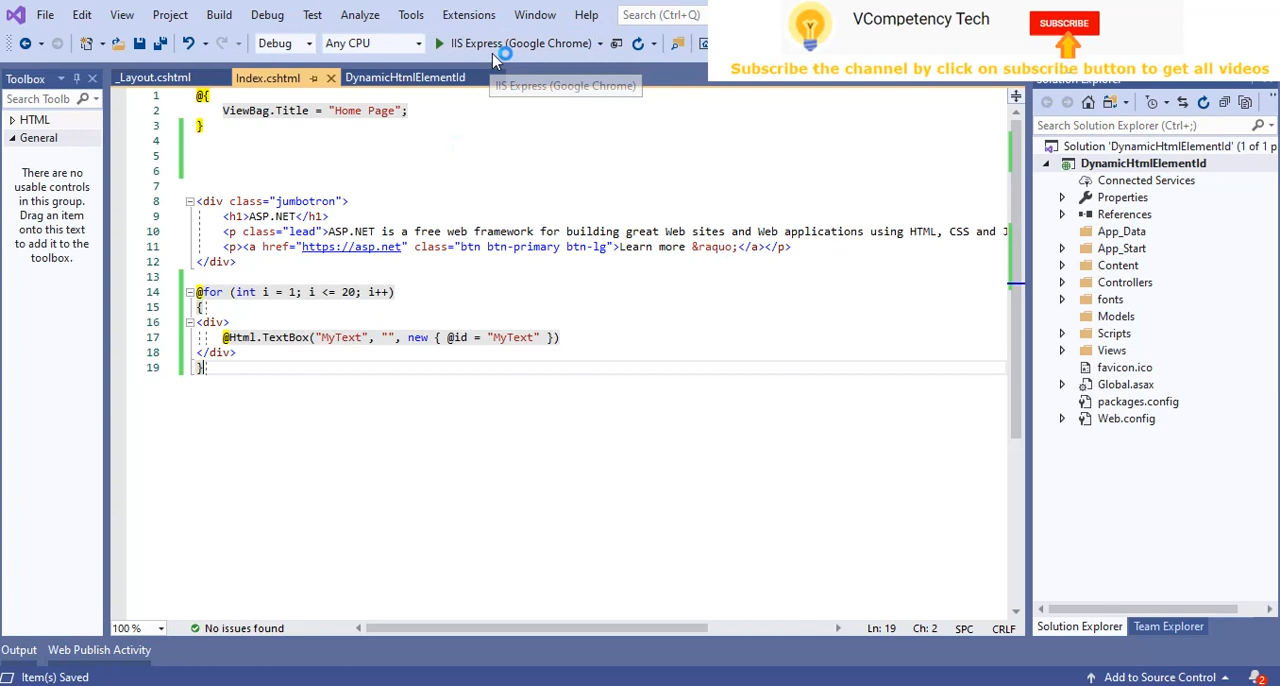 File Edit View Project Build Debug Test Analyze Tools Extensions Window Help Search (Ctrl+Q)
VCompetency Tech
SUBSCRIBE
Subscribe the channel by click on subscribe button to get all videos
Debug Any CPU IIS Express (Google Chrome)
IIS Express (Google Chrome)
Toolbox
Search Toolb
HTML
General
There are no
usable controls
in this group.
Drag an item
onto this text
to add it to the
toolbox.
_Layout.cshtml Index.cshtml DynamicHtmlElementId
1 @{
2 ViewBag.Title = "Home Page";
3 }
4
5
6
7
8 <div class="jumbotron">
9 <h1>ASP.NET</h1>
10 <p class="lead">ASP.NET is a free web framework for building great Web sites and Web applications using HTML, CSS and
11 <p><a href="https://asp.net" class="btn btn-primary btn-lg">Learn more &raquo;</a></p>
12 </div>
13
14 @for (int i = 1; i <= 20; i++)
15 {
16 <div>
17 @Html.TextBox("MyText", "", new { @id = "MyText" })
18 </div>
19 }
100 % No issues found Ln: 19 Ch: 2 SPC CRLF
Solution Explorer
Search Solution Explorer (Ctrl+;)
Solution 'DynamicHtmlElementId' (1 of 1 p
DynamicHtmlElementId
Connected Services
Properties
References
App_Data
App_Start
Content
Controllers
fonts
Models
Scripts
Views
favicon.ico
Global.asax
packages.config
Web.config
Solution Explorer Team Explorer
Output Web Publish Activity
Item(s) Saved Add to Source Control 2